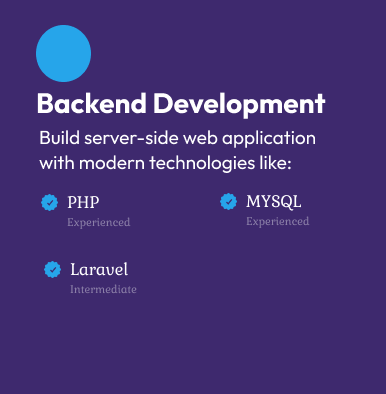 Backend Development
Build server-side web application
with modern technologies like:
PHP
Experienced
MYSQL
Experienced
Laravel
Intermediate